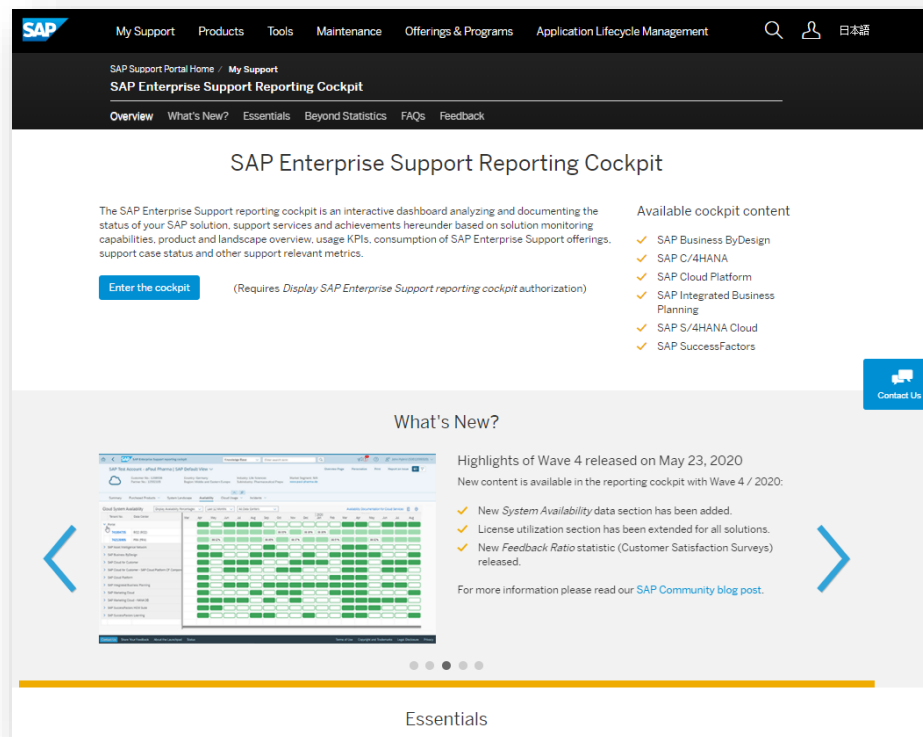 SAP
My Support Products Tools Maintenance Offerings & Programs Application Lifecycle Management 日本語
SAP Support Portal Home / My Support
SAP Enterprise Support Reporting Cockpit
Overview What's New? Essentials Beyond Statistics FAQs Feedback
SAP Enterprise Support Reporting Cockpit
The SAP Enterprise Support reporting cockpit is an interactive dashboard analyzing and documenting the
status of your SAP solution, support services and achievements hereunder based on solution monitoring
capabilities, product and landscape overview, usage KPIs, consumption of SAP Enterprise Support offerings,
support case status and other support relevant metrics.
Enter the cockpit (Requires Display SAP Enterprise Support reporting cockpit authorization)
Available cockpit content
SAP Business ByDesign
SAP C/4HANA
SAP Cloud Platform
SAP Integrated Business
Planning
SAP S/4HANA Cloud
SAP SuccessFactors
Contact Us
What's New?
Highlights of Wave 4 released on May 23, 2020
New content is available in the reporting cockpit with Wave 4 / 2020:
New System Availability data section has been added.
License utilization section has been extended for all solutions.
New Feedback Ratio statistic (Customer Satisfaction Surveys)
released.
For more information please read our SAP Community blog post.
Essentials